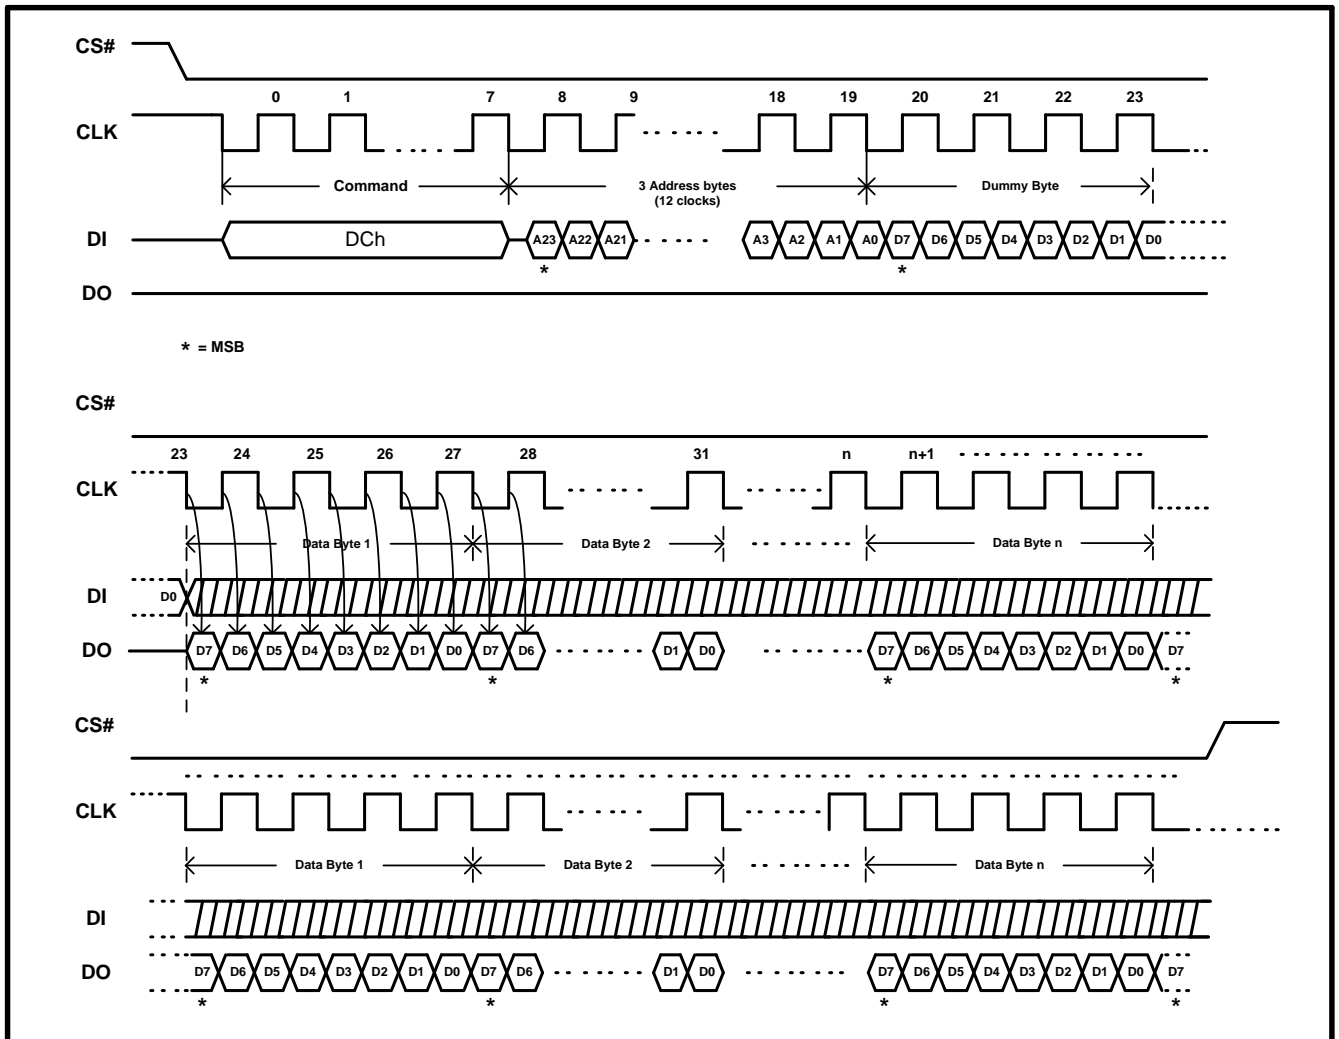 CS#
0 1 7 8 9 18 19 20 21 22 23
CLK
Command 3 Address bytes (12 clocks) Dummy Byte
DI DCh A23 A22 A21 A3 A2 A1 A0 D7 D6 D5 D4 D3 D2 D1 D0
* *
DO
* = MSB
CS#
23 24 25 26 27 28 31 n n+1
CLK
Data Byte 1 Data Byte 2 Data Byte n
DI D0
DO D7 D6 D5 D4 D3 D2 D1 D0 D7 D6 D1 D0 D7 D6 D5 D4 D3 D2 D1 D0 D7
* * * *
CS#
CLK
Data Byte 1 Data Byte 2 Data Byte n
DI
DO D7 D6 D5 D4 D3 D2 D1 D0 D7 D6 D1 D0 D7 D6 D5 D4 D3 D2 D1 D0 D7
* * * *